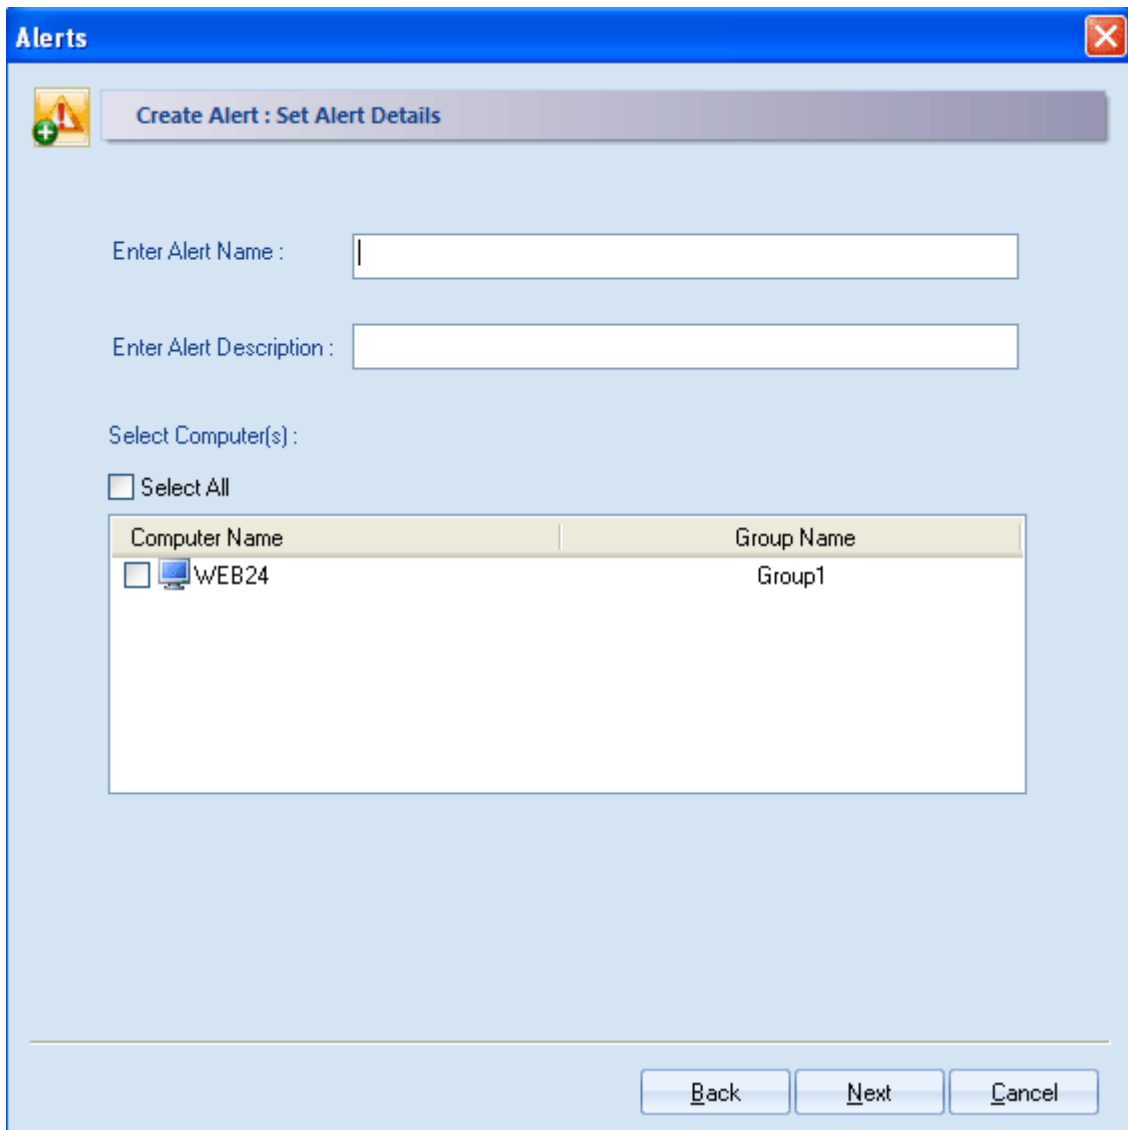 Alerts
Create Alert : Set Alert Details
Enter Alert Name :
Enter Alert Description :
Select Computer(s) :
Select All
Computer Name Group Name
WEB24 Group1
Back Next Cancel